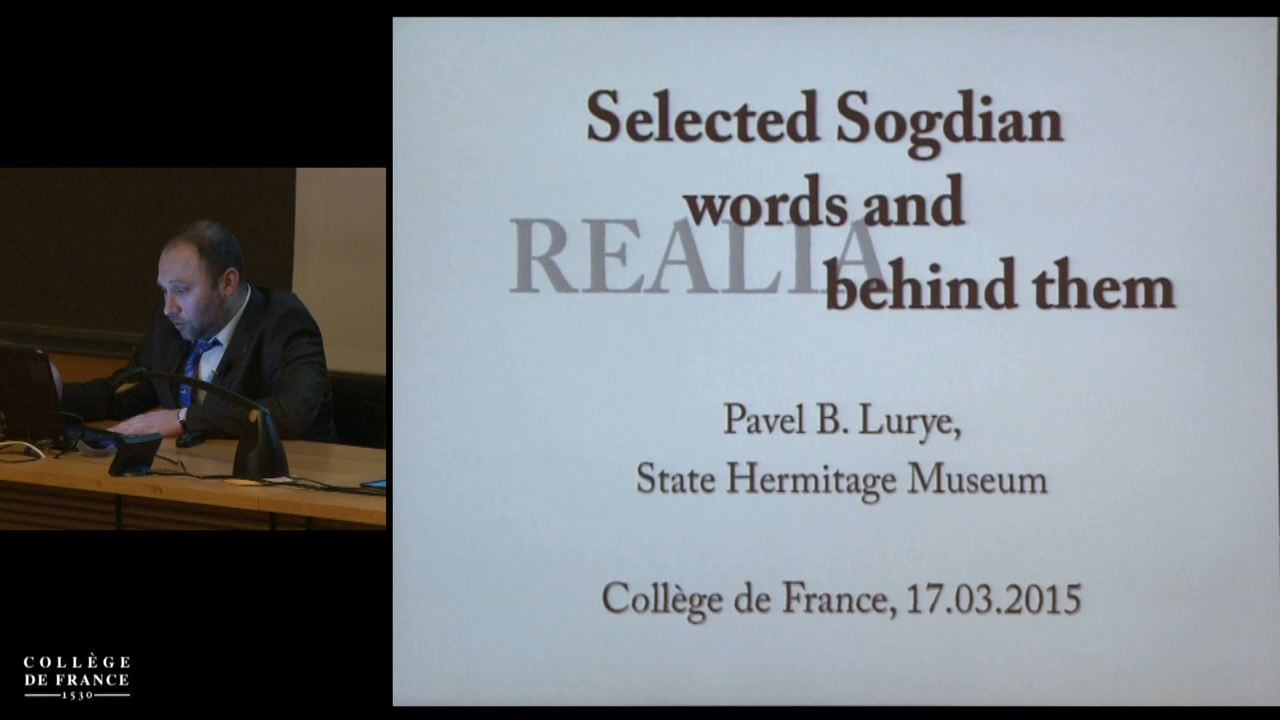 Selected Sogdian
words and
REALIA
behind them
Pavel B. Lurye,
State Hermitage Museum
Collège de France, 17.03.2015
COLLÈGE
DE FRANCE
1530